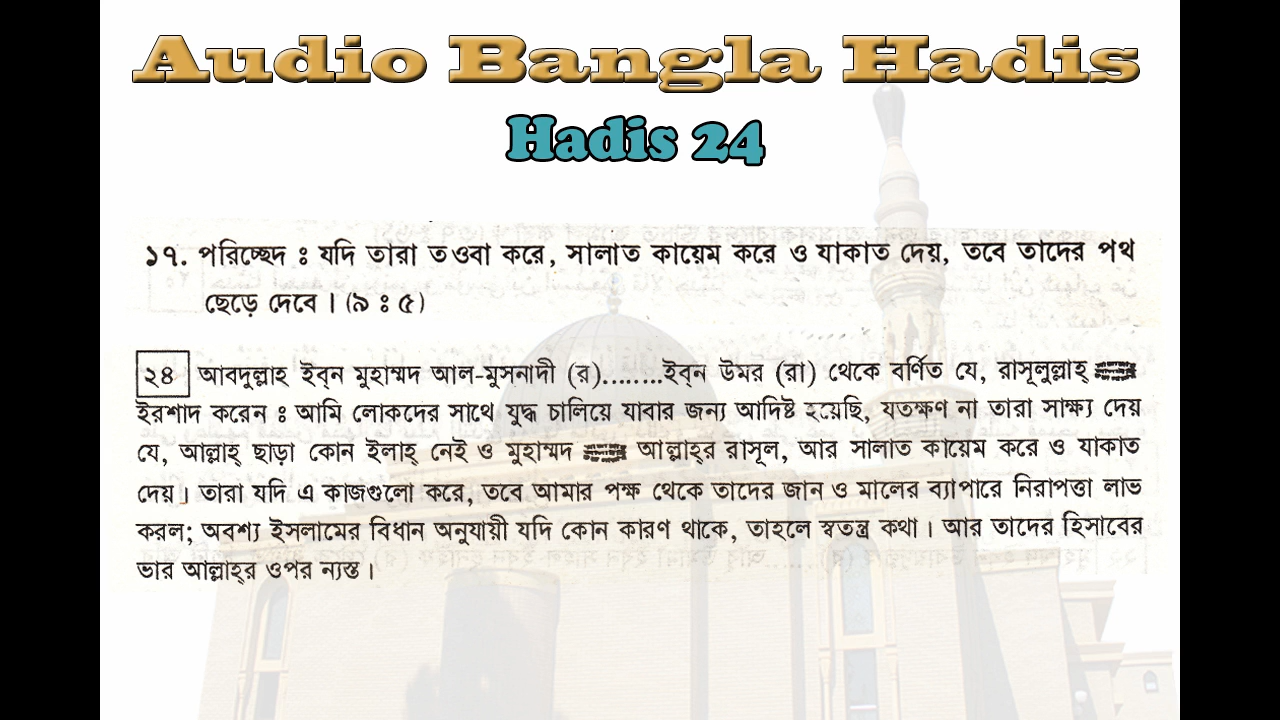 Audio Bangla Hadis
Hadis 24
১৭. পরিচ্ছেদ ঃ যদি তারা তওবা করে, সালাত কায়েম করে ও যাকাত দেয়, তবে তাদের পথ
ছেড়ে দেবে । (৯ ঃ ৫)
২৪ আবদুল্লাহ ইব্‌ন মুহাম্মদ আল-মুসনাদী (র)........ইব্‌ন উমর (রা) থেকে বর্ণিত যে, রাসূলুল্লাহ্
ইরশাদ করেন ঃ আমি লোকদের সাথে যুদ্ধ চালিয়ে যাবার জন্য আদিষ্ট হয়েছি, যতক্ষণ না তারা সাক্ষ্য দেয়
যে, আল্লাহ্ ছাড়া কোন ইলাহ্ নেই ও মুহাম্মদ আল্লাহ্‌র রাসূল, আর সালাত কায়েম করে ও যাকাত
দেয়। তারা যদি এ কাজগুলো করে, তবে আমার পক্ষ থেকে তাদের জান ও মালের ব্যাপারে নিরাপত্তা লাভ
করল; অবশ্য ইসলামের বিধান অনুযায়ী যদি কোন কারণ থাকে, তাহলে স্বতন্ত্র কথা । আর তাদের হিসাবের
ভার আল্লাহ্‌র ওপর ন্যস্ত ।